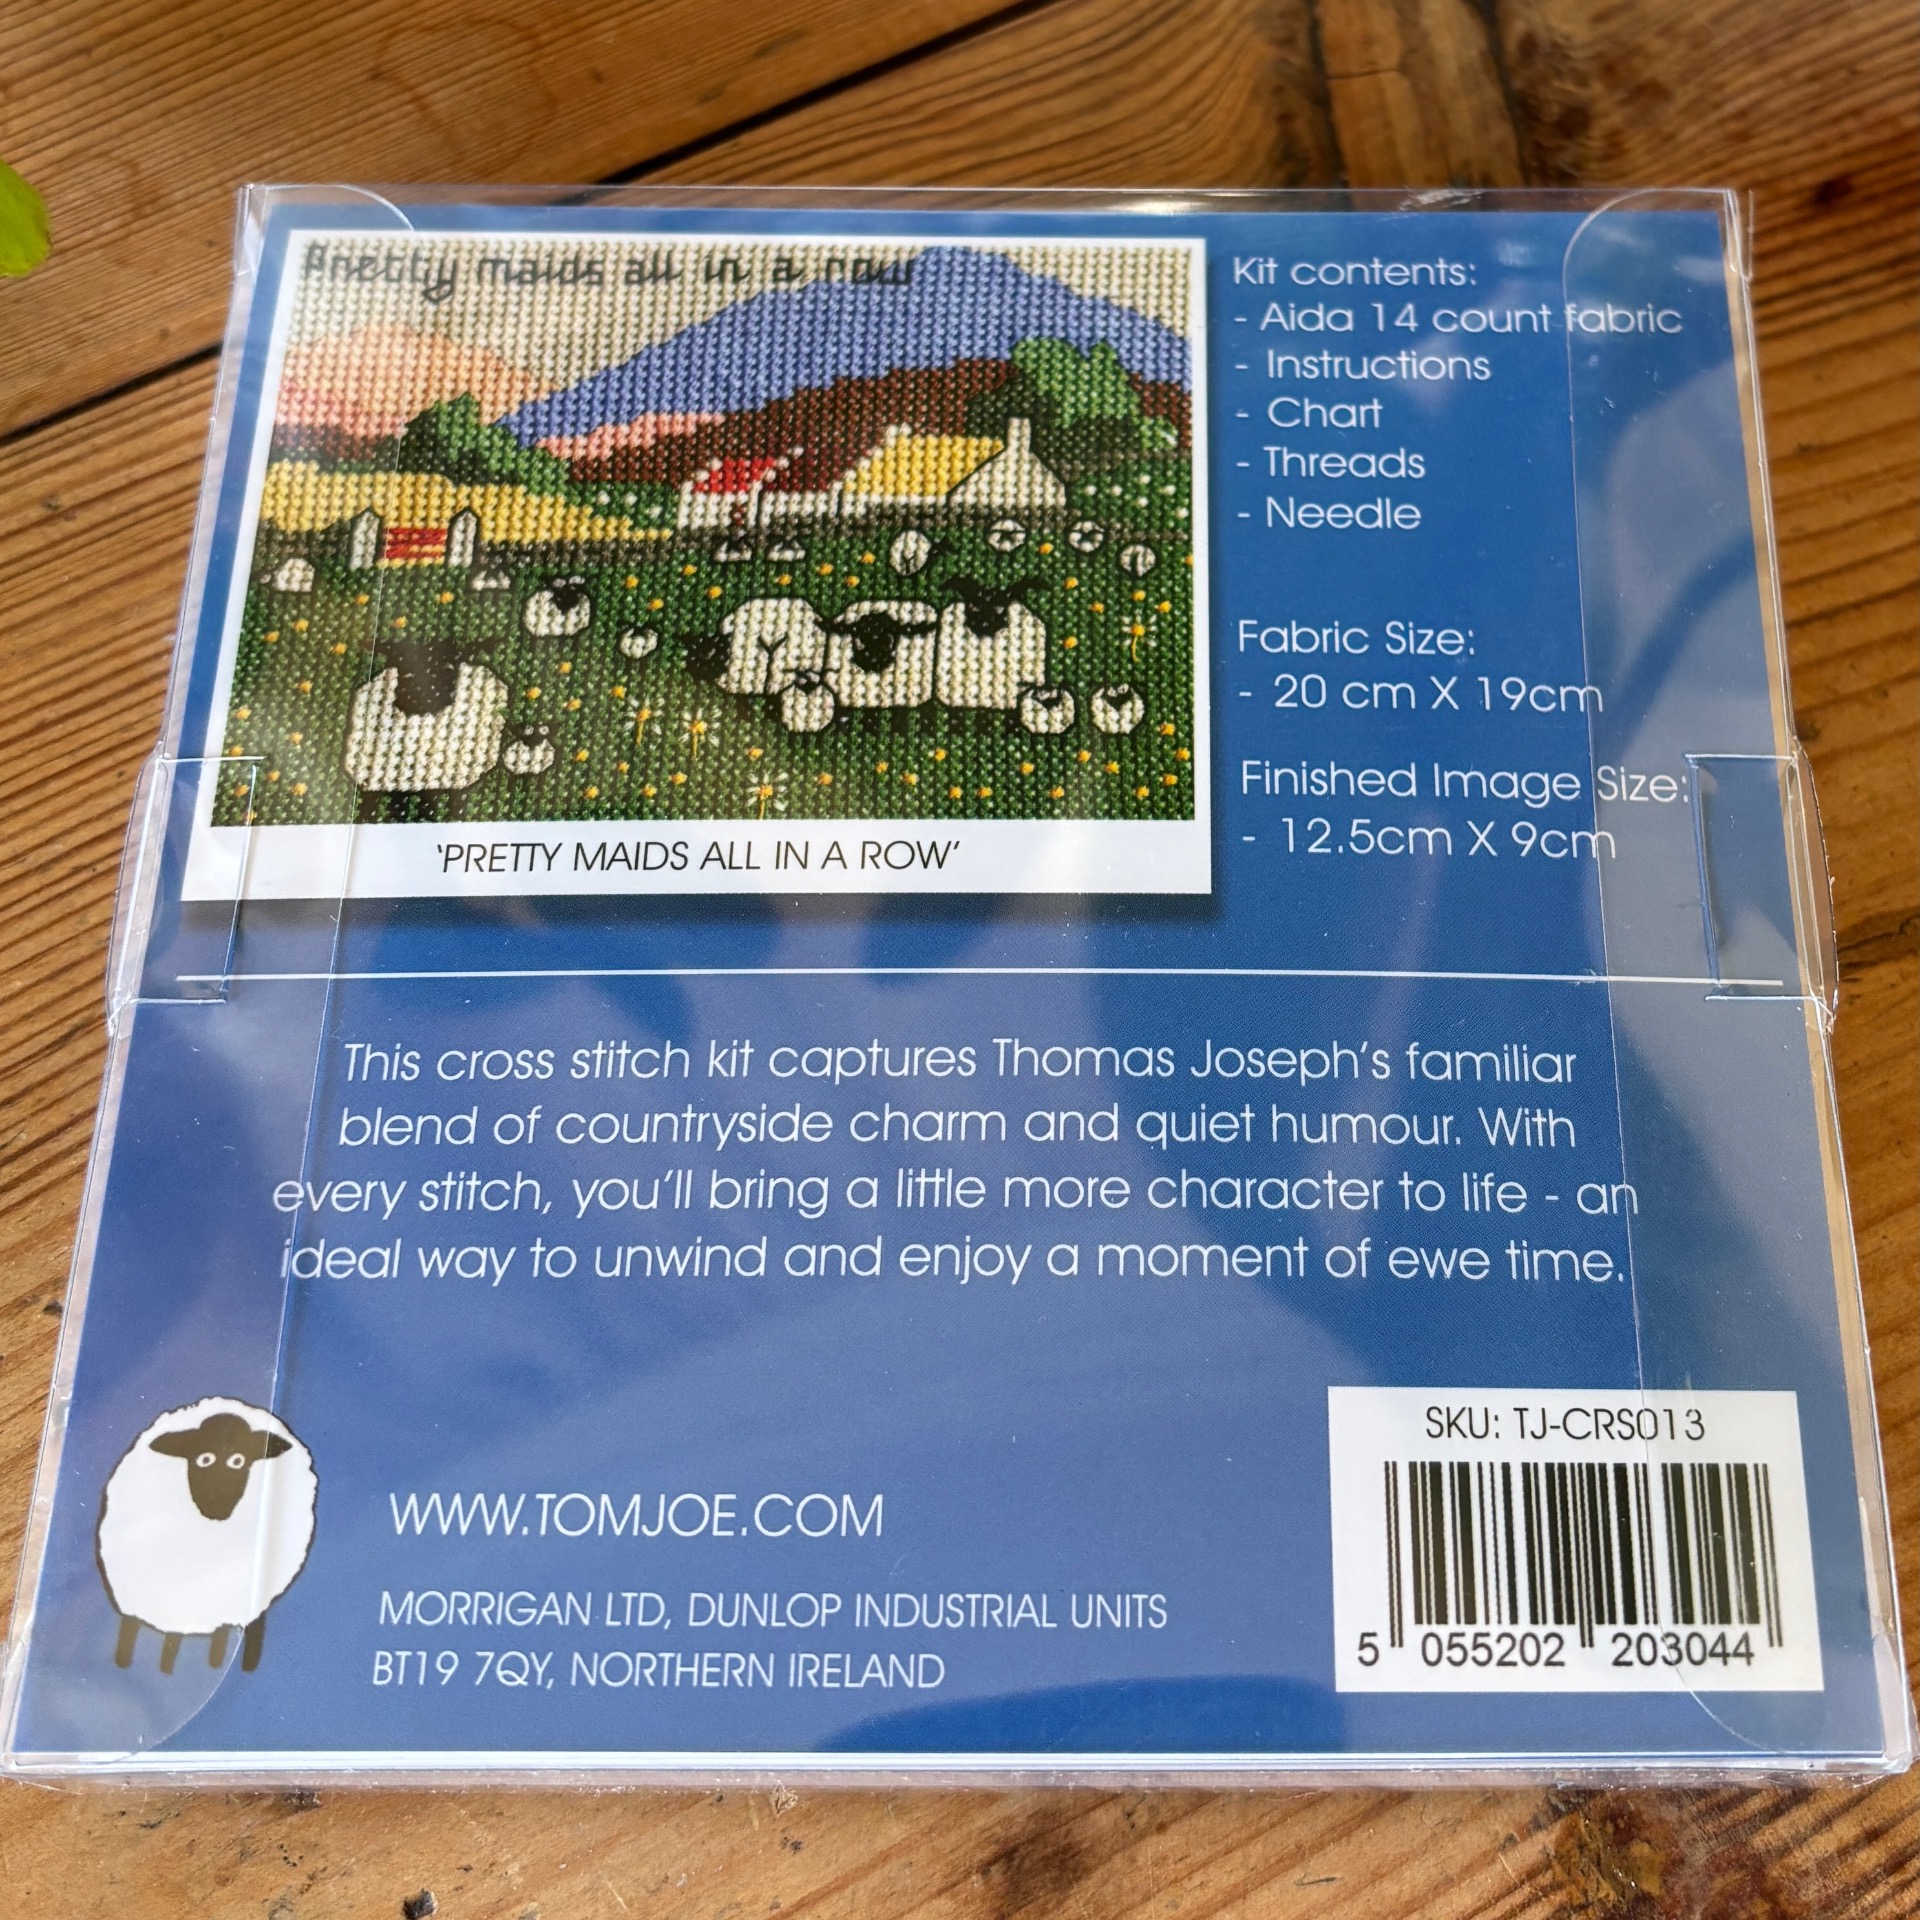 Pretty maids all in a row
'PRETTY MAIDS ALL IN A ROW'
Kit contents:
- Aida 14 count fabric
- Instructions
- Chart
- Threads
- Needle
Fabric Size:
- 20 cm X 19cm
Finished Image Size:
- 12.5cm X 9cm
This cross stitch kit captures Thomas Joseph's familiar
blend of countryside charm and quiet humour. With
every stitch, you'll bring a little more character to life - an
ideal way to unwind and enjoy a moment of ewe time.
WWW.TOMJOE.COM
MORRIGAN LTD, DUNLOP INDUSTRIAL UNITS
BT19 7QY, NORTHERN IRELAND
SKU: TJ-CRS013
5 055202 203044